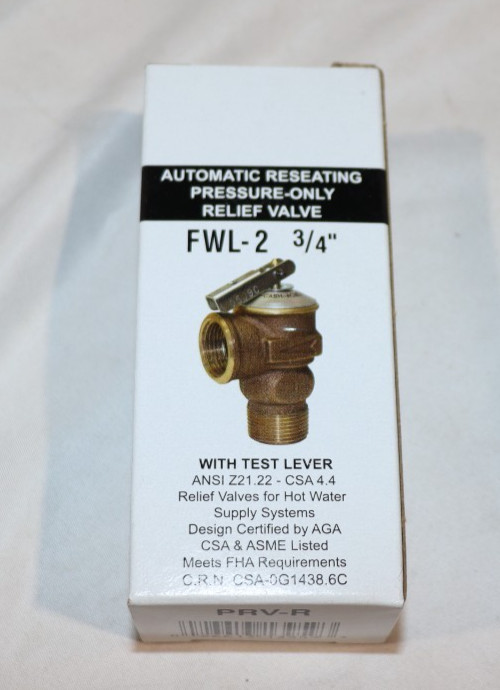 AUTOMATIC RESEATING
PRESSURE-ONLY
RELIEF VALVE
FWL-2 3/4"
WITH TEST LEVER
ANSI Z21.22 - CSA 4.4
Relief Valves for Hot Water
Supply Systems
Design Certified by AGA
CSA & ASME Listed
Meets FHA Requirements
C.R.N. CSA-0G1438.6C
PRV-R